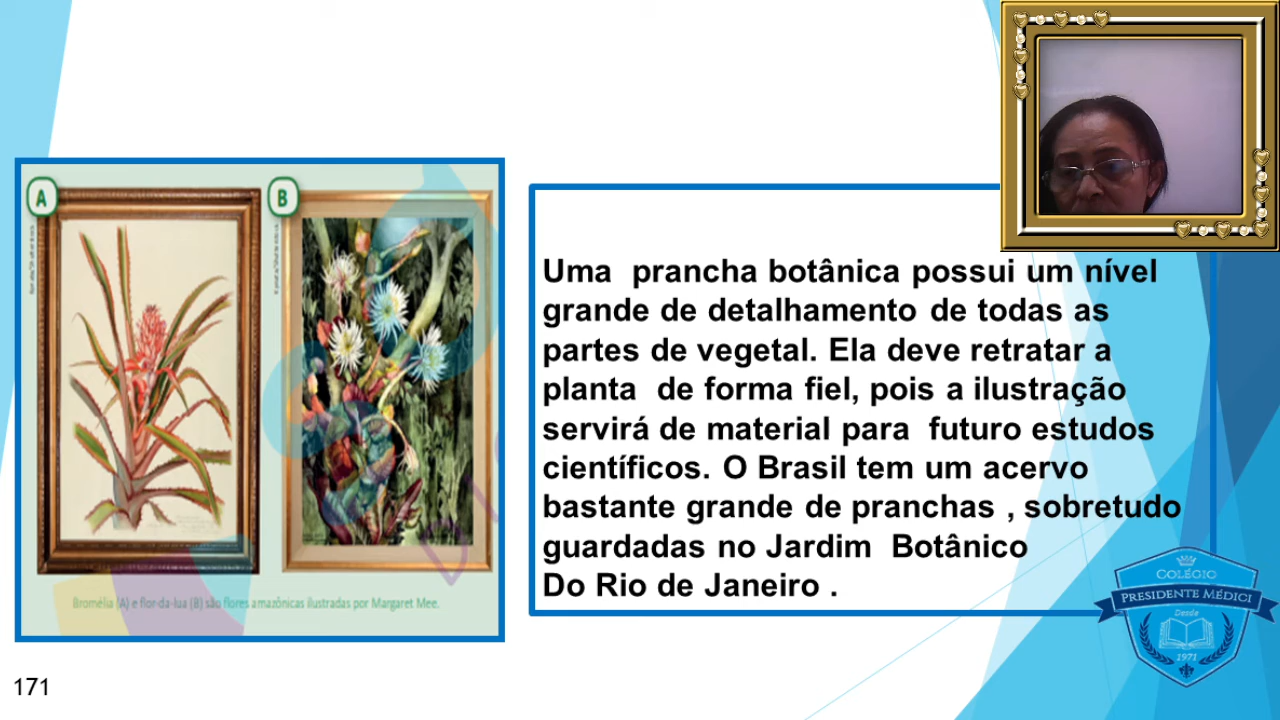 A
B
Uma prancha botânica possui um nível
grande de detalhamento de todas as
partes de vegetal. Ela deve retratar a
planta de forma fiel, pois a ilustração
servirá de material para futuro estudos
científicos. O Brasil tem um acervo
bastante grande de pranchas , sobretudo
guardadas no Jardim Botânico
Do Rio de Janeiro .
Bromélia (A) e flor-da-lua (B) são flores amazônicas ilustradas por Margaret Mee.
COLÉGIO
PRESIDENTE MÉDICI
Desde
1971
171